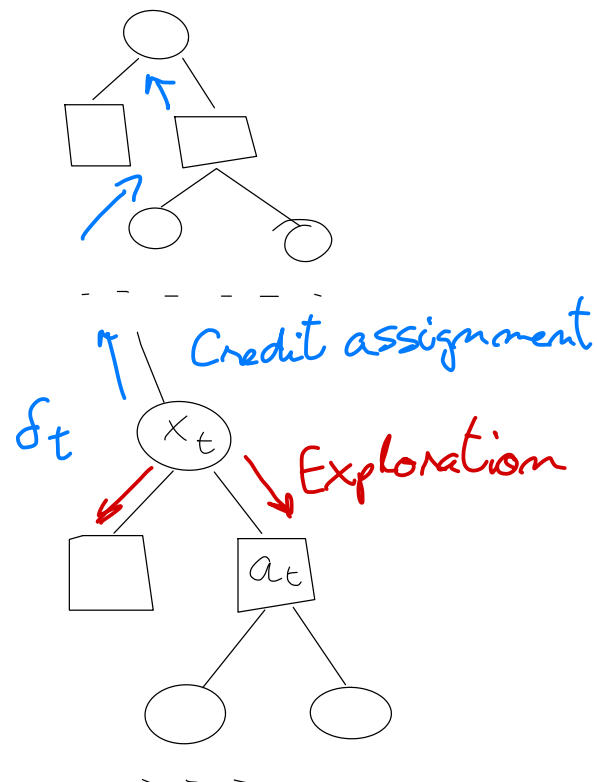 Credit assignment
δt
xt
Exploration
at